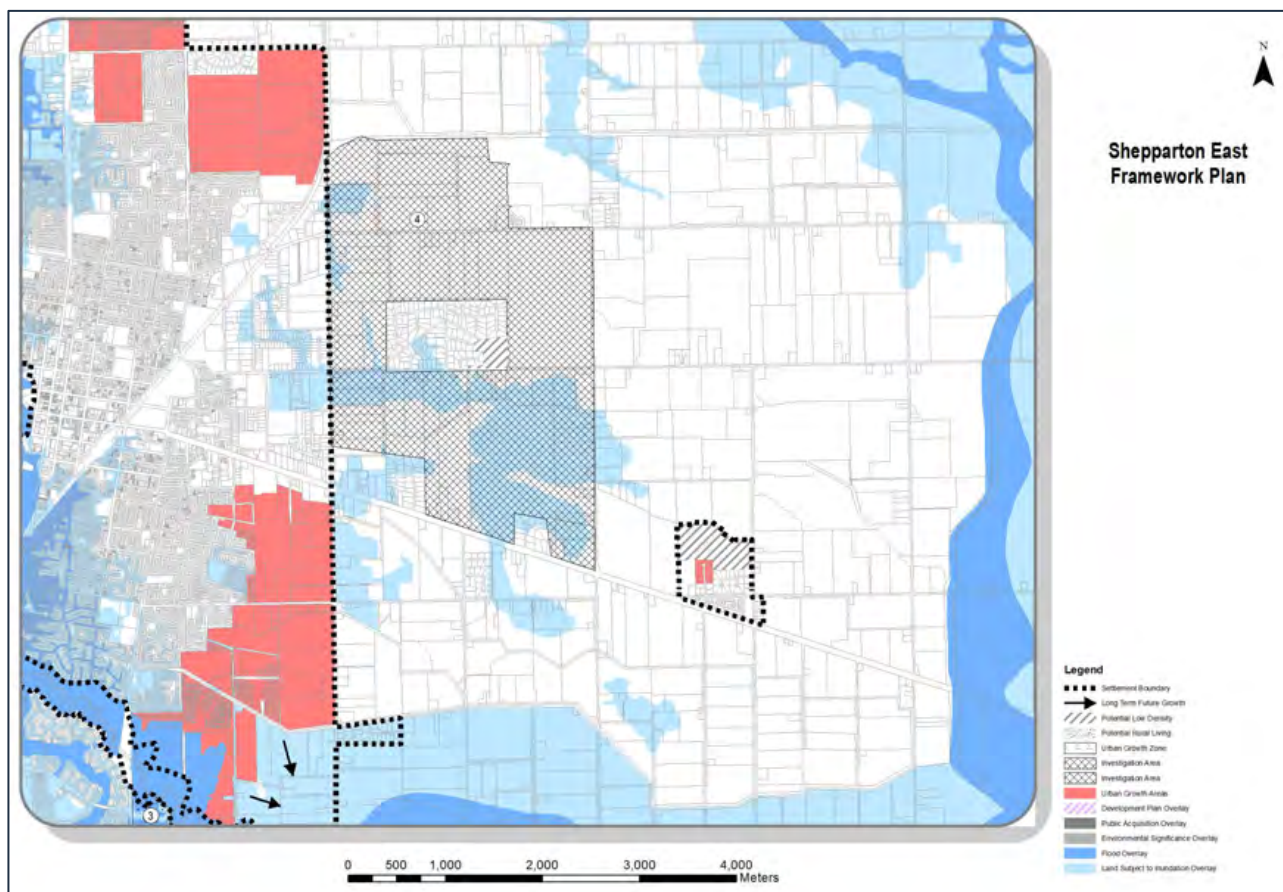 N
Shepparton East
Framework Plan
4
3
Legend
Settlement Boundary
Long Term Future Growth
Potential Low Density
Potential Rural Living
Urban Growth Zone
Investigation Area
Investigation Area
Urban Growth Areas
Development Plan Overlay
Public Acquisition Overlay
Environmental Significance Overlay
Flood Overlay
Land Subject to Inundation Overlay
0 500 1,000 2,000 3,000 4,000
Meters